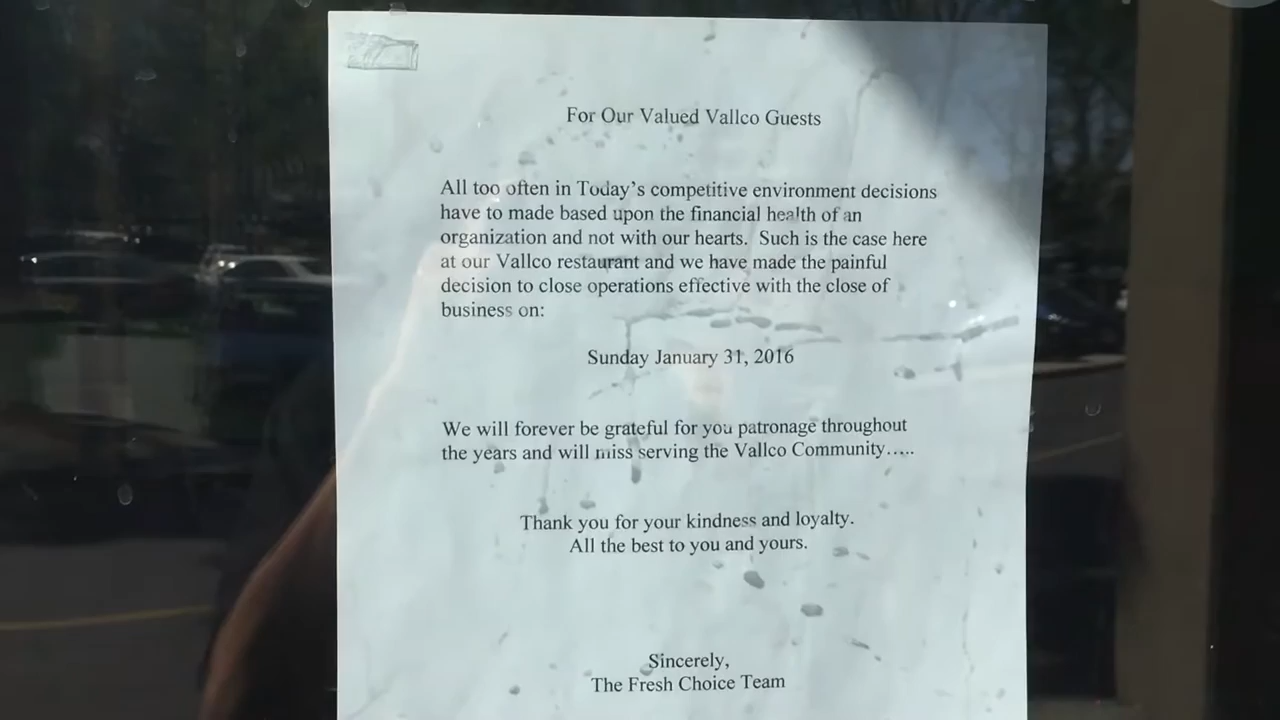 For Our Valued Vallco Guests
All too often in Today's competitive environment decisions
have to made based upon the financial health of an
organization and not with our hearts. Such is the case here
at our Vallco restaurant and we have made the painful
decision to close operations effective with the close of
business on:
Sunday January 31, 2016
We will forever be grateful for you patronage throughout
the years and will miss serving the Vallco Community…..
Thank you for your kindness and loyalty.
All the best to you and yours.
Sincerely,
The Fresh Choice Team